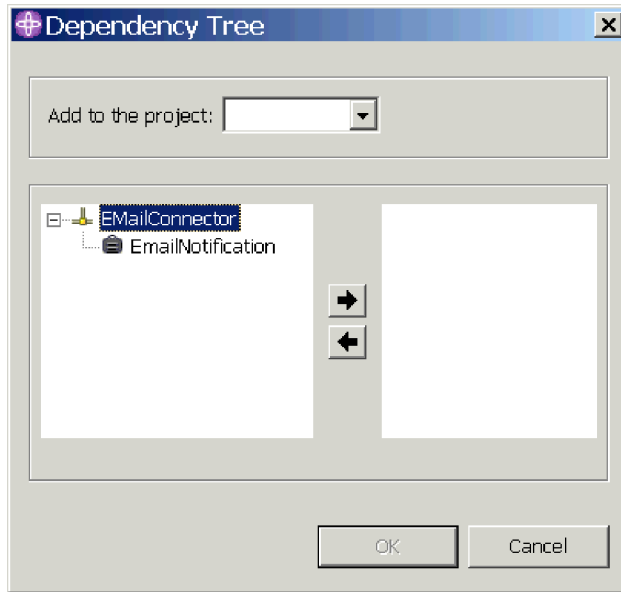 Dependency Tree
Add to the project:
EMailConnector
EmailNotification
OK
Cancel